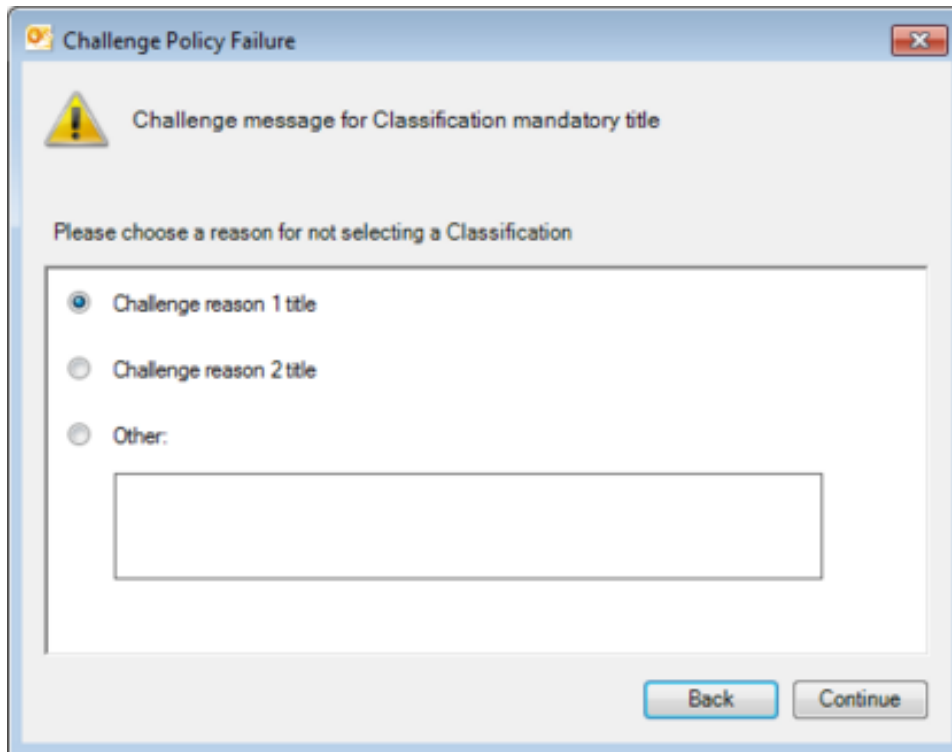 Challenge Policy Failure
Challenge message for Classification mandatory title
Please choose a reason for not selecting a Classification
Challenge reason 1 title
Challenge reason 2 title
Other:
Back Continue